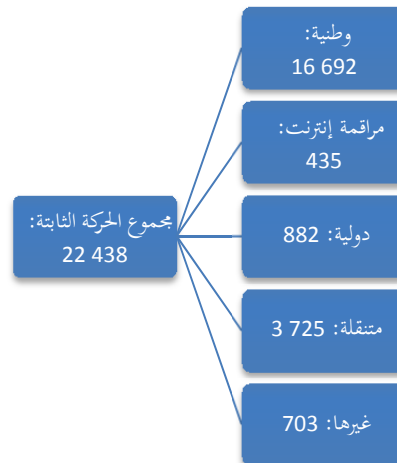 مجموع الحركة الثابتة:
22 438
وطنية:
16 692
مراقمة إنترنت:
435
دولية: 882
متنقلة: 3 725
غيرها: 703